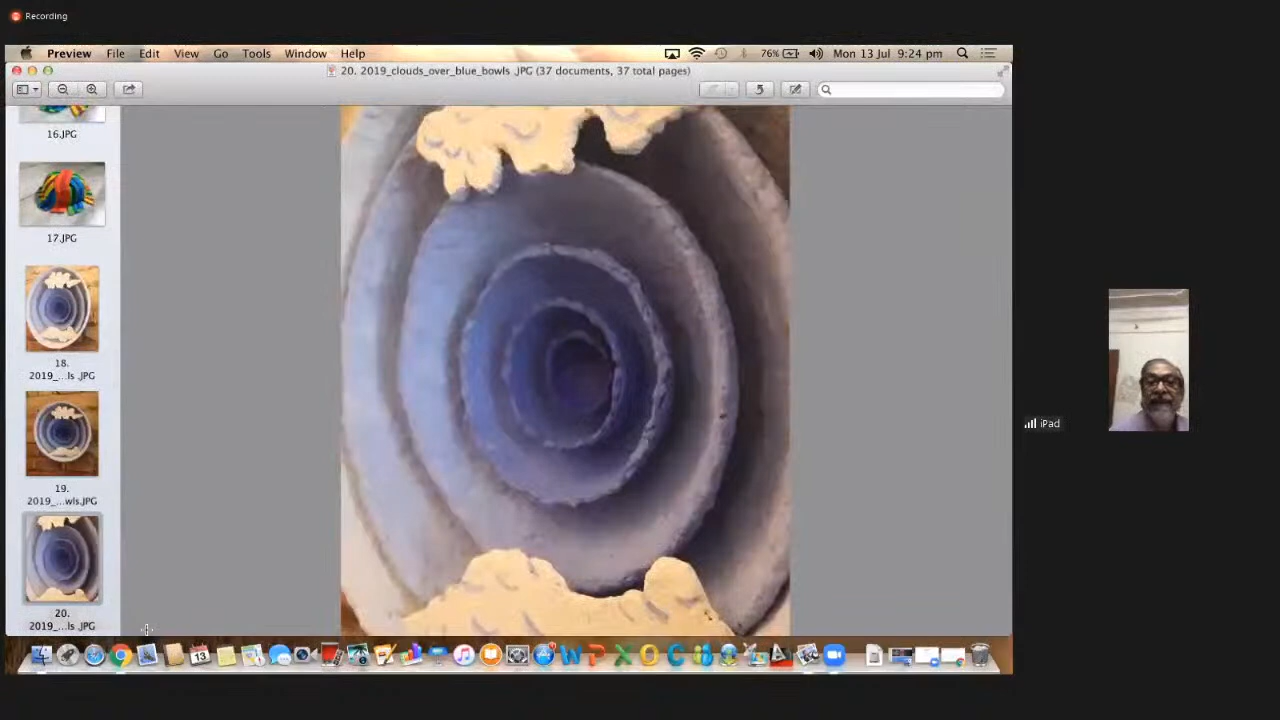 Recording
Preview File Edit View Go Tools Window Help 76% Mon 13 Jul 9:24 pm
20. 2019_clouds_over_blue_bowls .JPG (37 documents, 37 total pages)
16.JPG
17.JPG
18.
2019_...ls .JPG
19.
2019_...wls.JPG
20.
2019_...ls .JPG
iPad